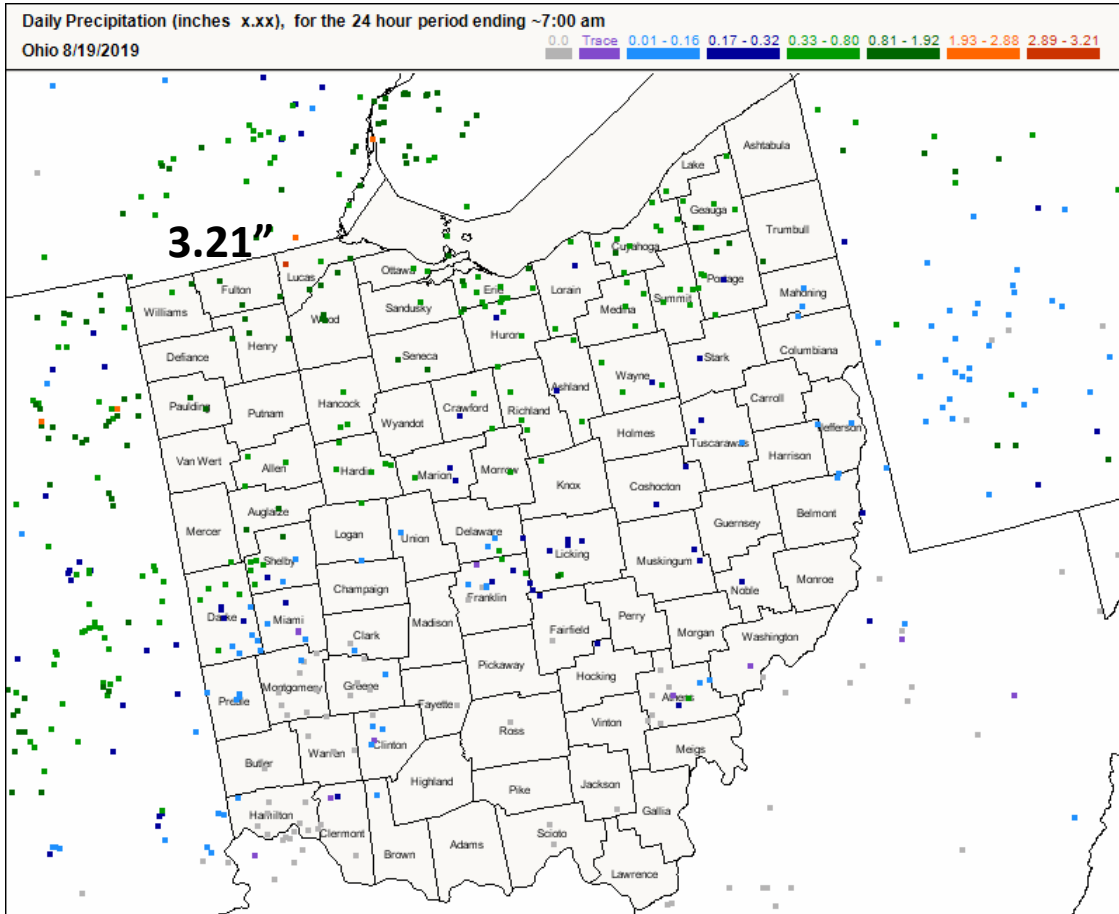 Daily Precipitation (inches x.xx), for the 24 hour period ending ~7:00 am
Ohio 8/19/2019
0.0 Trace 0.01 - 0.16 0.17 - 0.32 0.33 - 0.80 0.81 - 1.92 1.93 - 2.88 2.89 - 3.21
Ashtabula
Lake
Geauga
3.21”
Trumbull
Cuyahoga
Lucas Ottawa
Fulton Erie Lorain Portage
Williams Sandusky Medina Summit Mahoning
Wood Huron
Henry Stark Columbiana
Defiance Seneca
Wayne
Ashland
Paulding Putnam Hancock Crawford Richland Carroll
Wyandot Holmes Jefferson
Tuscarawas
Van Wert Allen Hardin Marion Morrow Harrison
Knox Coshocton
Auglaize Belmont
Mercer Logan Union Delaware Guernsey
Shelby Licking Muskingum
Champaign Monroe
Franklin Noble
Darke Miami Madison Perry
Clark Fairfield Morgan Washington
Pickaway
Montgomery Greene Hocking
Preble Fayette Athens
Ross Vinton
Warren Clinton Meigs
Butler
Highland Pike Jackson
Hamilton Gallia
Clermont Scioto
Brown Adams
Lawrence